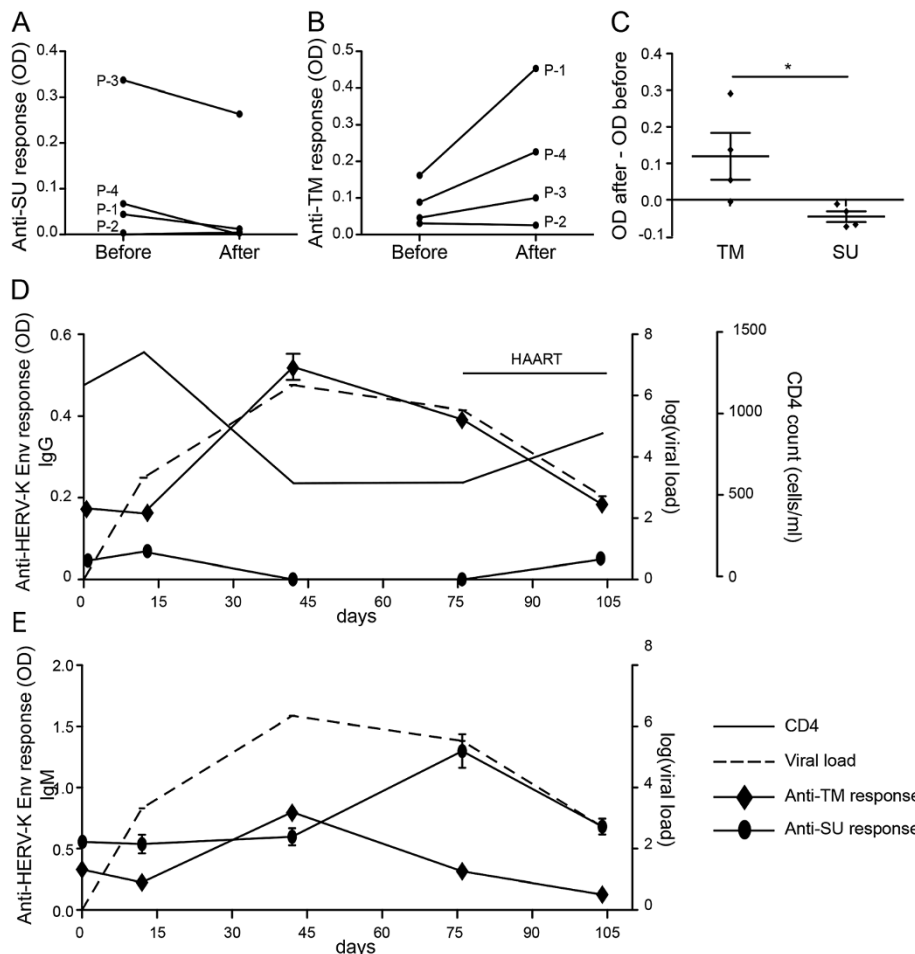 A
Anti-SU response (OD)
0.4
0.3
0.2
0.1
0.0
P-3
P-4
P-1
P-2
Before
After
B
Anti-TM response (OD)
0.5
0.4
0.3
0.2
0.1
0.0
P-1
P-4
P-3
P-2
Before
After
C
OD after - OD before
0.4
0.3
0.2
0.1
0.0
-0.1
*
TM
SU
D
Anti-HERV-K Env response (OD)
IgG
0.6
0.4
0.2
0
HAART
8
6
4
2
0
log(viral load)
1500
1000
500
0
CD4 count (cells/ml)
0
15
30
45
60
75
90
105
days
E
Anti-HERV-K Env response (OD)
IgM
2.0
1.5
1.0
0.5
0.0
8
6
4
2
0
log(viral load)
0
15
30
45
60
75
90
105
days
CD4
Viral load
Anti-TM response
Anti-SU response